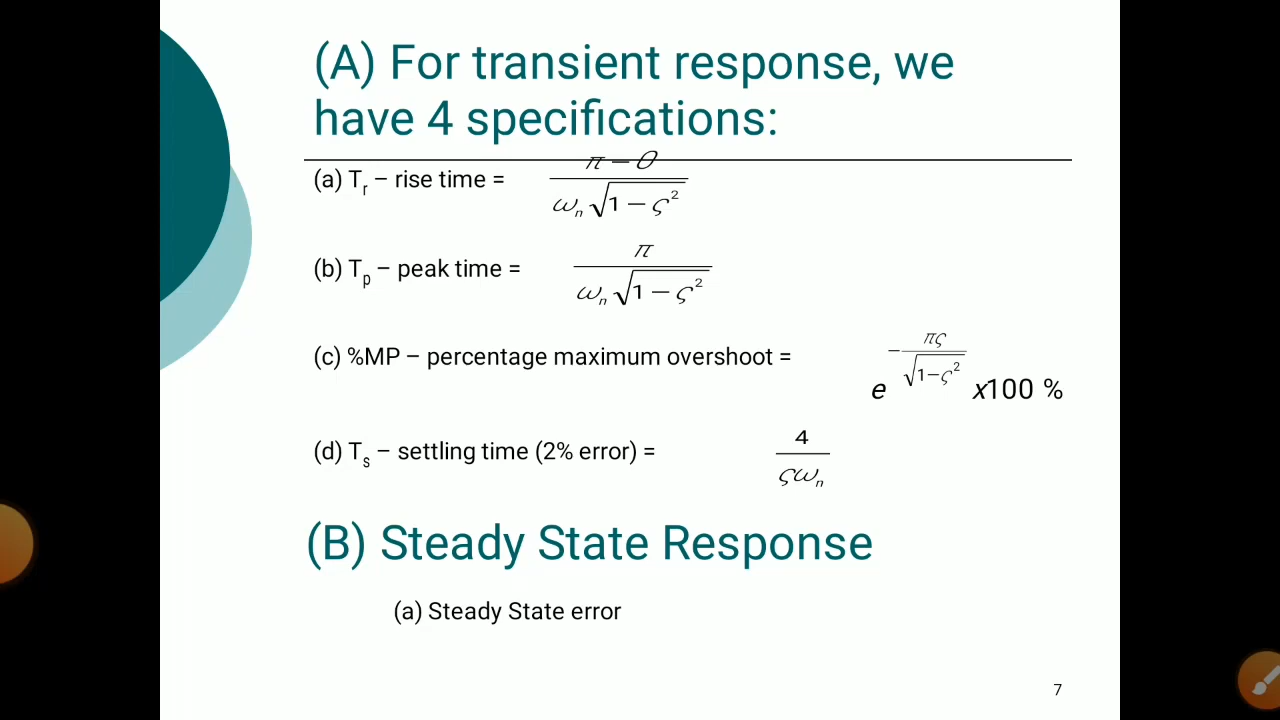 (A) For transient response, we
have 4 specifications:
(a) Tr – rise time = π − θ / ωn √1 − ς²
(b) Tp – peak time = π / ωn √1 − ς²
(c) %MP – percentage maximum overshoot = e^−πς / √1−ς² x100 %
(d) Ts – settling time (2% error) = 4 / ςωn
(B) Steady State Response
(a) Steady State error
7